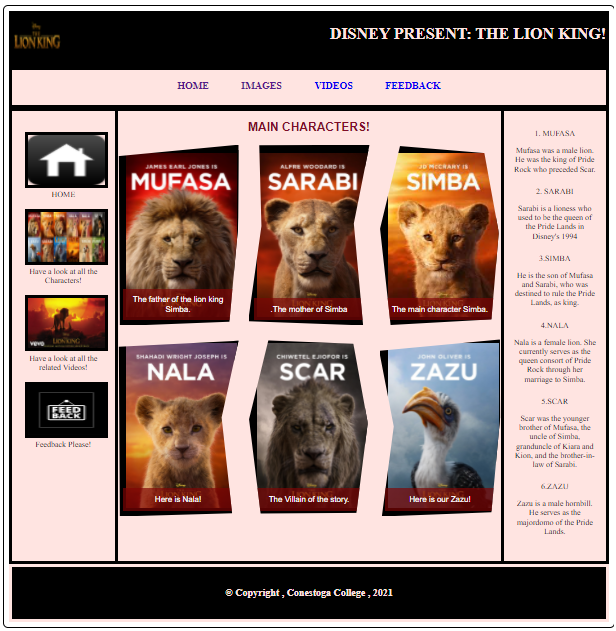 THE
LION KING
DISNEY PRESENT: THE LION KING!
HOME IMAGES VIDEOS FEEDBACK
HOME
Have a look at all the
Characters!
vevo
Have a look at all the
related Videos!
FEED
BACK
Feedback Please!
MAIN CHARACTERS!
JAMES EARL JONES IS
MUFASA
The father of the lion king
Simba.
ALFRE WOODARD IS
SARABI
.The mother of Simba
JD MCCRARY IS
SIMBA
The main character Simba.
SHAHADI WRIGHT JOSEPH IS
NALA
Here is Nala!
CHIWETEL EJIOFOR IS
SCAR
The Villain of the story.
JOHN OLIVER IS
ZAZU
Here is our Zazu!
1. MUFASA
Mufasa was a male lion.
He was the king of Pride
Rock who preceded Scar.
2. SARABI
Sarabi is a lioness who
used to be the queen of
the Pride Lands in
Disney's 1994
3.SIMBA
He is the son of Mufasa
and Sarabi, who was
destined to rule the Pride
Lands, as king.
4.NALA
Nala is a female lion. She
currently serves as the
queen consort of Pride
Rock through her
marriage to Simba.
5.SCAR
Scar was the younger
brother of Mufasa, the
uncle of Simba,
granduncle of Kiara and
Kion, and the brother-in-
law of Sarabi.
6.ZAZU
Zazu is a male hornbill.
He serves as the
majordomo of the Pride
Lands.
© Copyright , Conestoga College , 2021